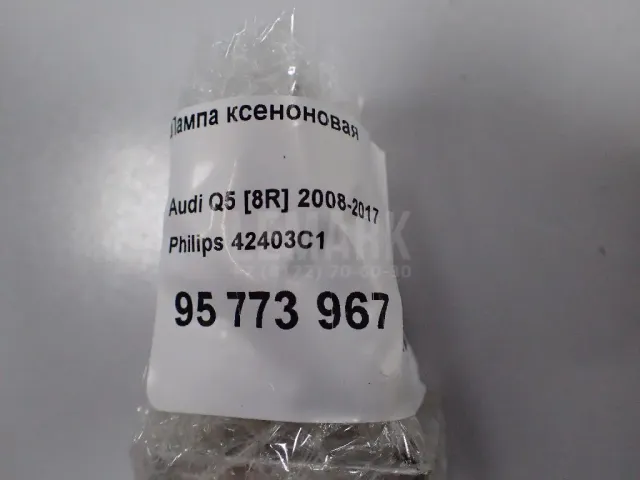 Лампа ксеноновая
Audi Q5 [8R] 2008-2017
Philips 42403C1
95 773 967